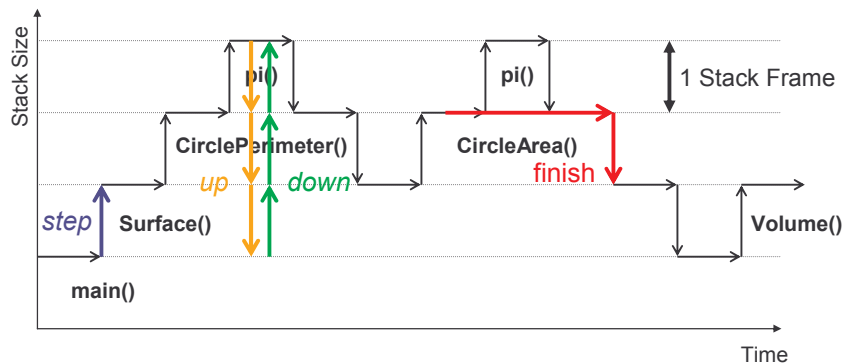 Stack Size
pi()
pi()
1 Stack Frame
CirclePerimeter()
CircleArea()
up
down
finish
step
Surface()
Volume()
main()
Time